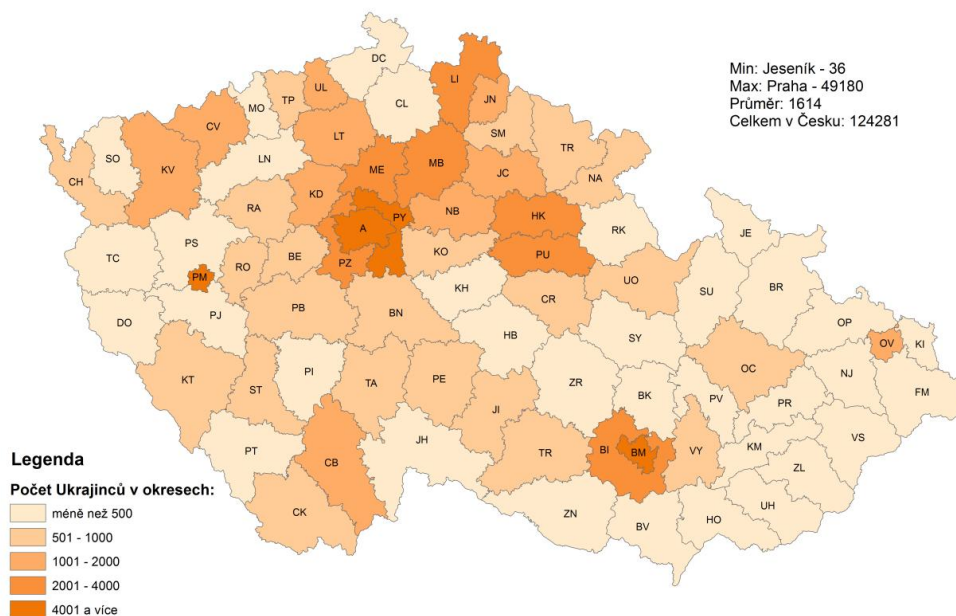 DC
LI
MO
TP
UL
CL
JN
CV
LT
SM
SO
LN
ME
MB
TR
KV
JC
CH
NA
KD
RA
PY
NB
HK
A
RK
JE
PS
TC
RO
BE
PZ
KO
PU
PM
UO
SU
BR
KH
CR
PB
BN
DO
PJ
OP
HB
SY
OV
KI
OC
NJ
KT
ST
PI
TA
PE
ZR
FM
BK
PV
PR
JI
PT
JH
TR
BI
BM
VY
KM
VS
CB
ZL
CK
ZN
BV
HO
UH
Min: Jeseník - 36
Max: Praha - 49180
Průměr: 1614
Celkem v Česku: 124281
Legenda
Počet Ukrajinců v okresech:
méně než 500
501 - 1000
1001 - 2000
2001 - 4000
4001 a více